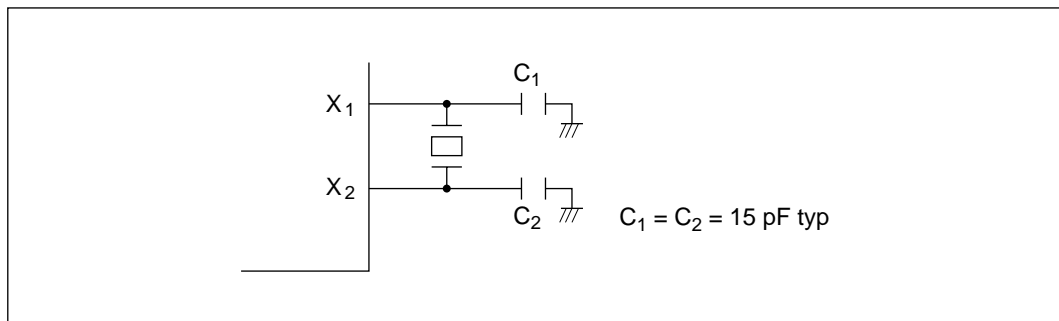 C₁
X₁
X₂
C₂
C₁ = C₂ = 15 pF typ